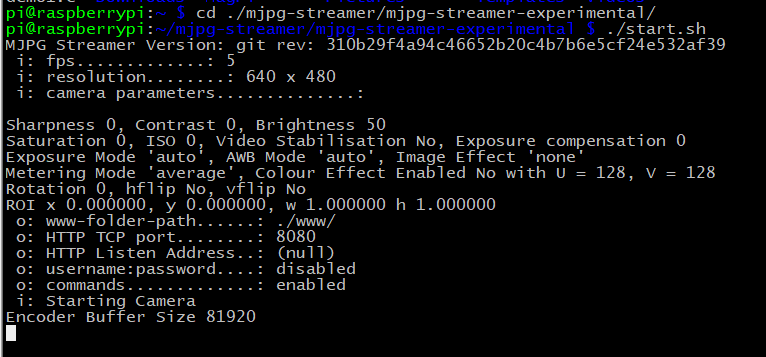 pi@raspberrypi:~ $ cd ./mjpg-streamer/mjpg-streamer-experimental/
pi@raspberrypi:~/mjpg-streamer/mjpg-streamer-experimental $ ./start.sh
MJPG Streamer Version: git rev: 310b29f4a94c46652b20c4b7b6e5cf24e532af39
 i: fps.............: 5
 i: resolution........: 640 x 480
 i: camera parameters..............:

Sharpness 0, Contrast 0, Brightness 50
Saturation 0, ISO 0, Video Stabilisation No, Exposure compensation 0
Exposure Mode 'auto', AWB Mode 'auto', Image Effect 'none'
Metering Mode 'average', Colour Effect Enabled No with U = 128, V = 128
Rotation 0, hflip No, vflip No
ROI x 0.000000, y 0.000000, w 1.000000 h 1.000000
 o: www-folder-path......: ./www/
 o: HTTP TCP port........: 8080
 o: HTTP Listen Address..: (null)
 o: username:password....: disabled
 o: commands.............: enabled
 i: Starting Camera
Encoder Buffer Size 81920